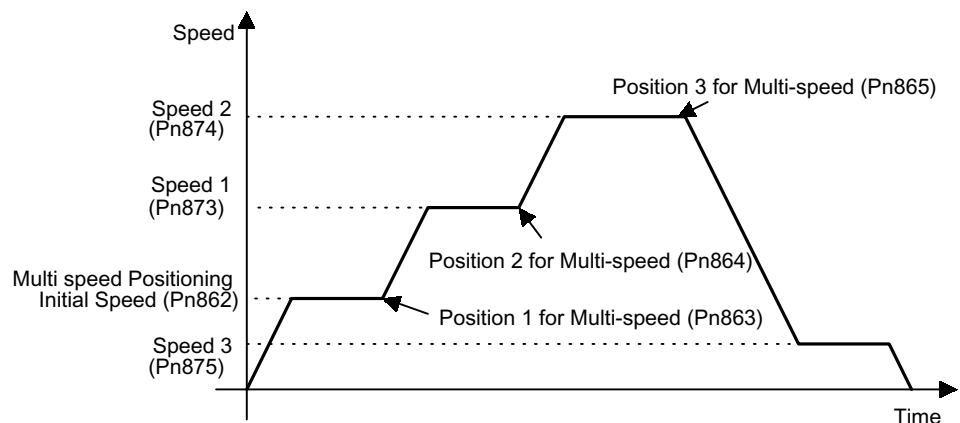 Speed
Position 3 for Multi-speed (Pn865)
Speed 2
(Pn874)
Speed 1
(Pn873)
Position 2 for Multi-speed (Pn864)
Multi speed Positioning
Initial Speed (Pn862)
Position 1 for Multi-speed (Pn863)
Speed 3
(Pn875)
Time